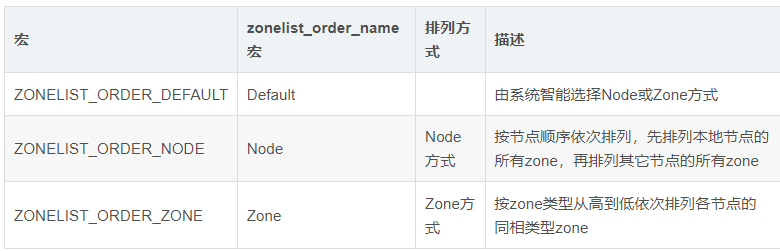 宏 zonelist_order_name宏 排列方式 描述
ZONELIST_ORDER_DEFAULT Default 由系统智能选择Node或Zone方式
ZONELIST_ORDER_NODE Node Node方式 按节点顺序依次排列，先排列本地节点的
所有zone，再排列其它节点的所有zone
ZONELIST_ORDER_ZONE Zone Zone方式 按zone类型从高到低依次排列各节点的
同相类型zone